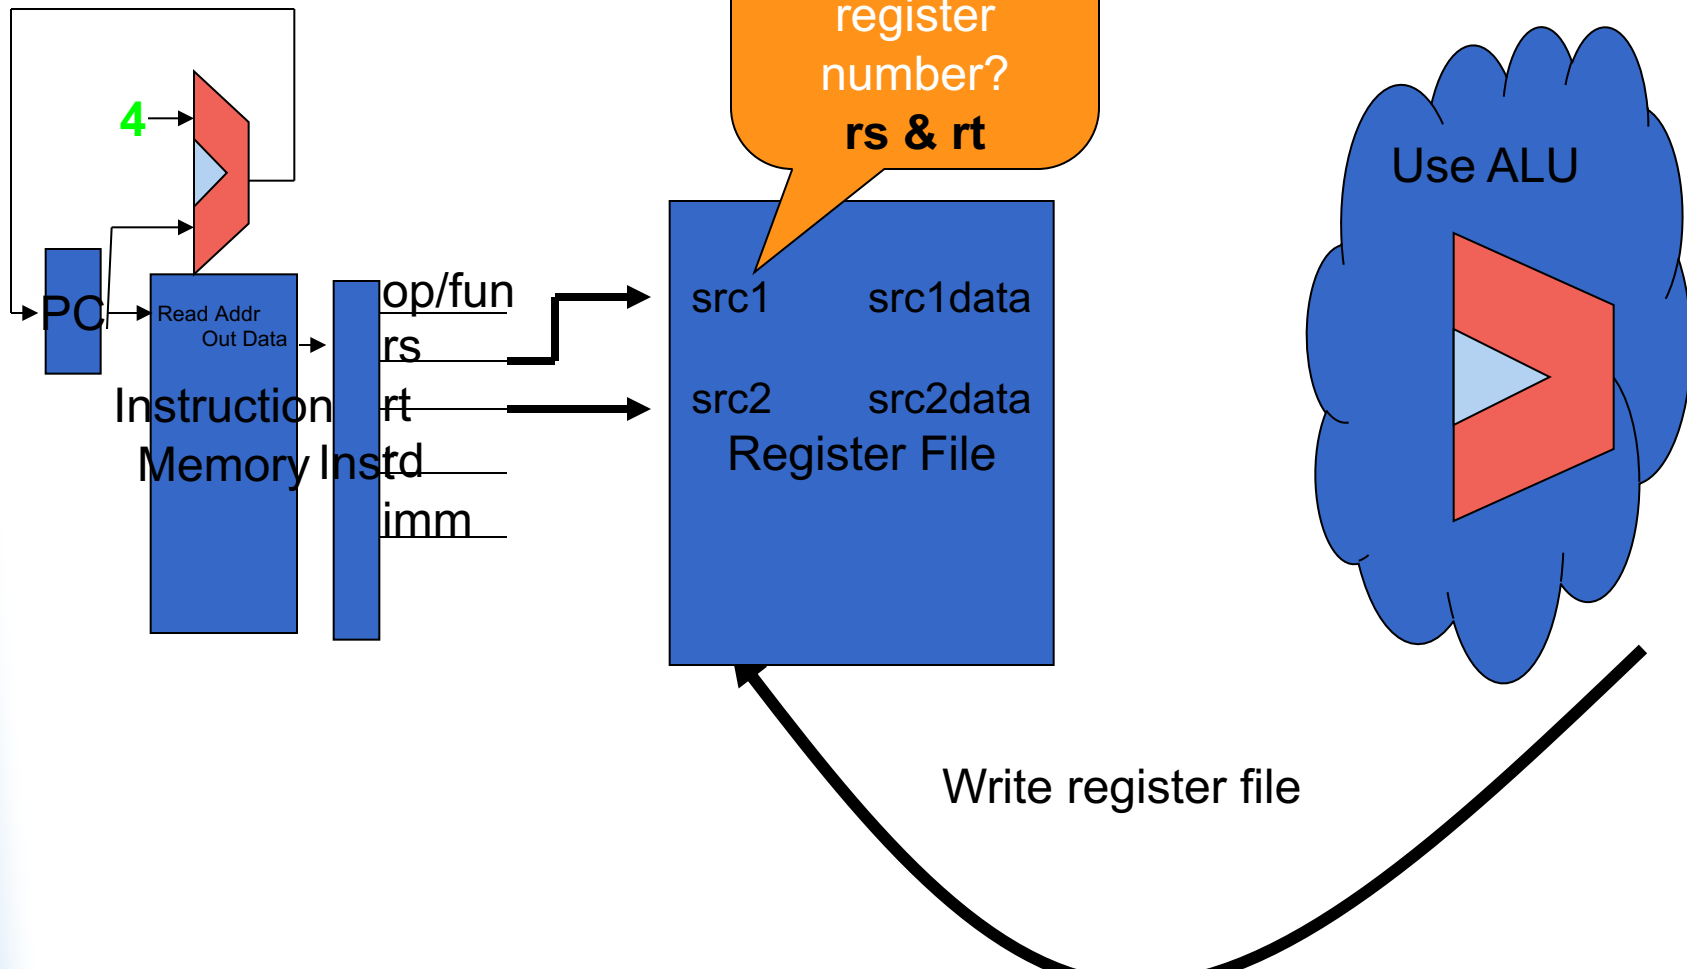 register
number?
rs & rt
4
Use ALU
PC
Read Addr
Out Data
Instruction
Memory
Inst
op/fun
rs
rt
rd
imm
src1 src1data
src2 src2data
Register File
Write register file